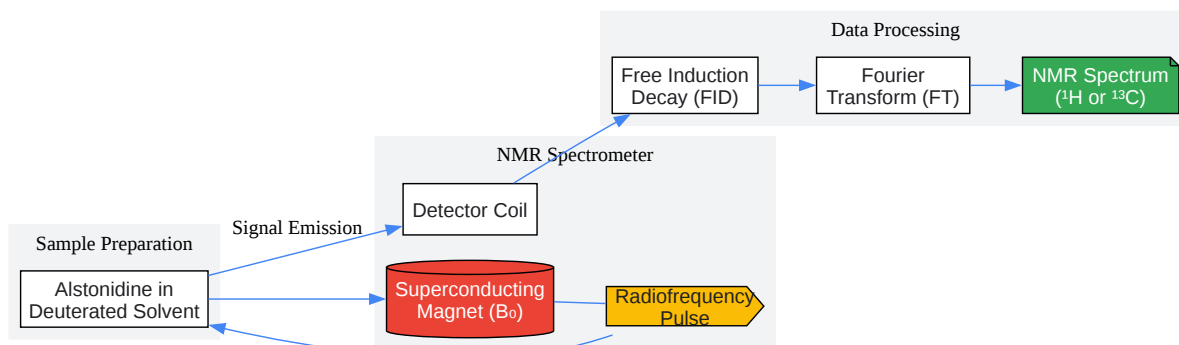 Data Processing
Free Induction
Decay (FID)
Fourier
Transform (FT)
NMR Spectrum
(¹H or ¹³C)
NMR Spectrometer
Detector Coil
Signal Emission
Sample Preparation
Alstonidine in
Deuterated Solvent
Superconducting
Magnet (B₀)
Radiofrequency
Pulse